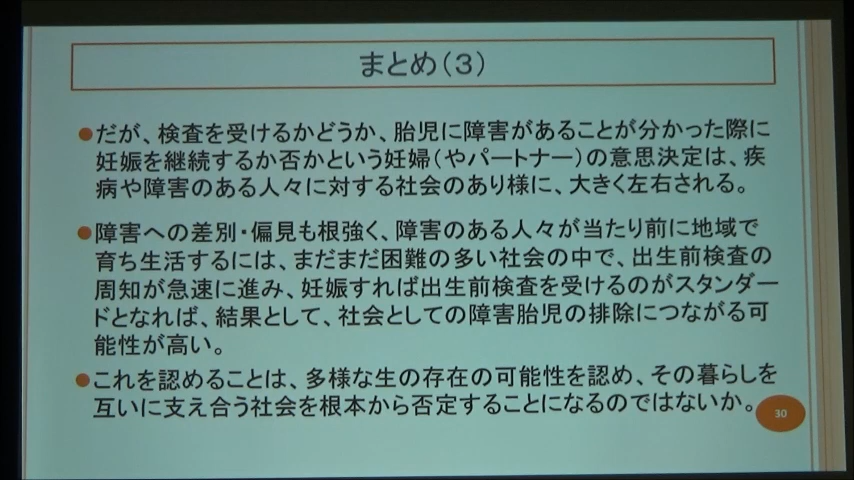 まとめ(3)
●だが、検査を受けるかどうか、胎児に障害があることが分かった際に
妊娠を継続するか否かという妊婦(やパートナー)の意思決定は、疾
病や障害のある人々に対する社会のあり様に、大きく左右される。
●障害への差別・偏見も根強く、障害のある人々が当たり前に地域で
育ち生活するには、まだまだ困難の多い社会の中で、出生前検査の
周知が急速に進み、妊娠すれば出生前検査を受けるのがスタンダー
ドとなれば、結果として、社会としての障害胎児の排除につながる可
能性が高い。
●これを認めることは、多様な生の存在の可能性を認め、その暮らしを
互いに支え合う社会を根本から否定することになるのではないか。
30